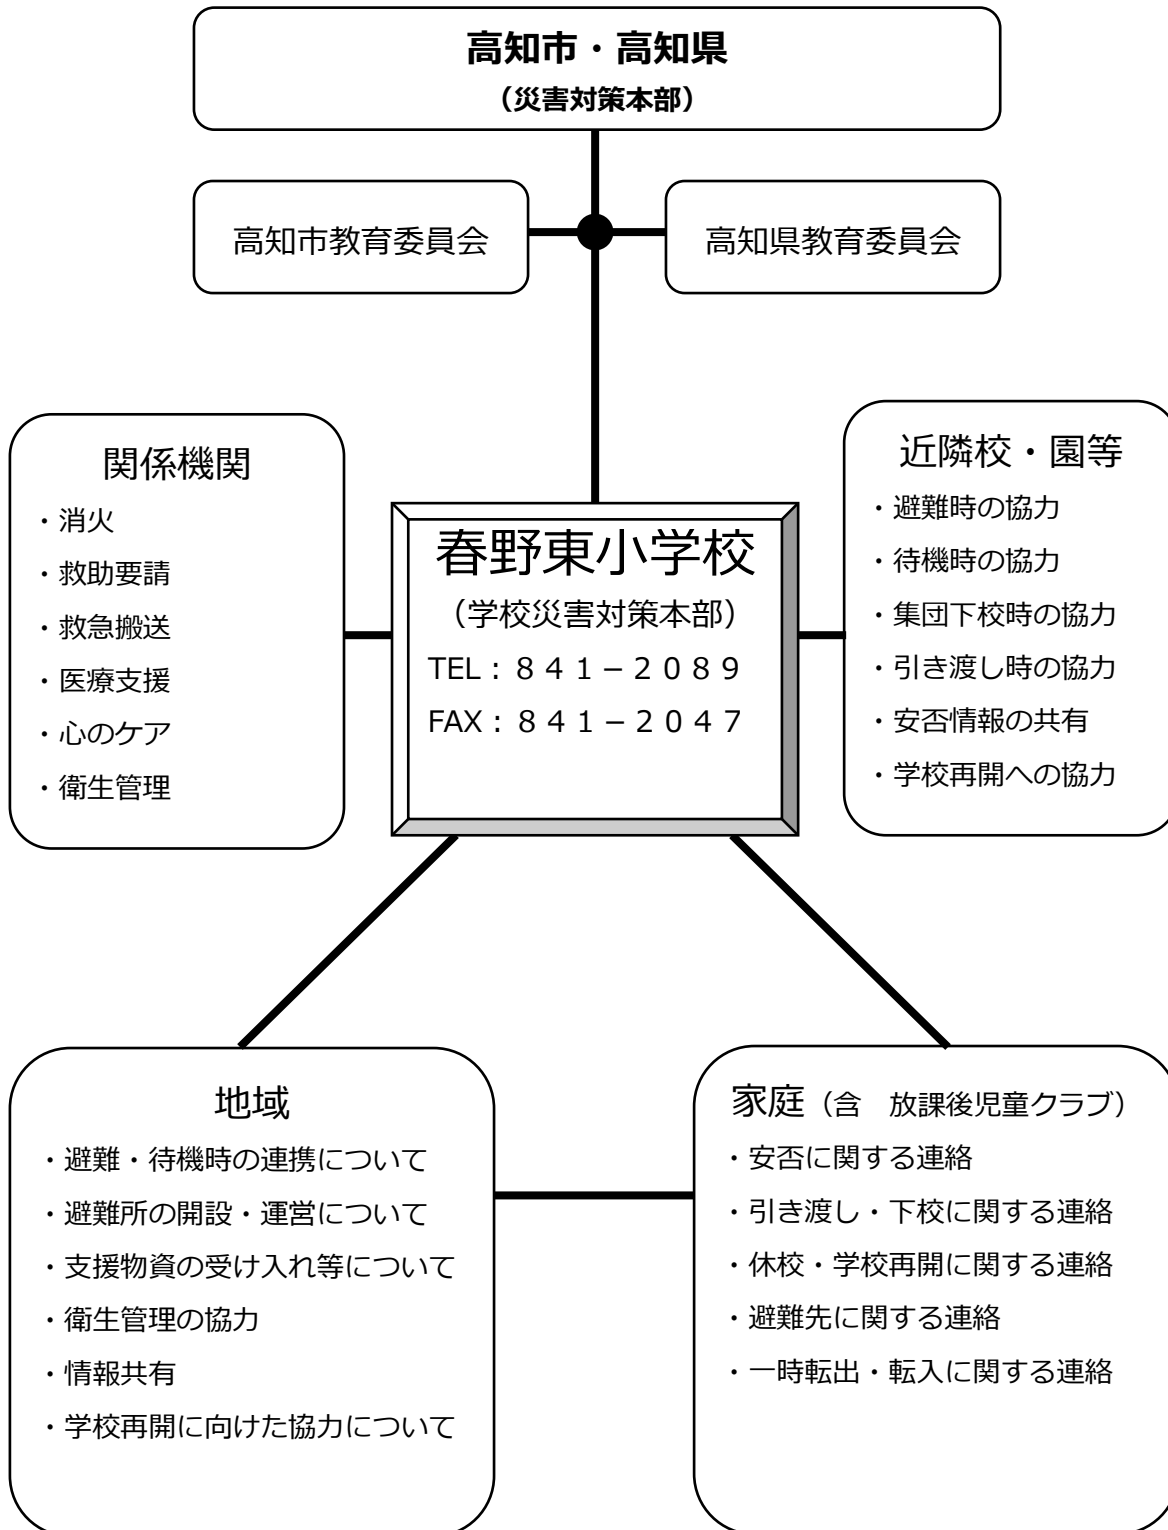 高知市・高知県
（災害対策本部）
高知市教育委員会
高知県教育委員会
関係機関
・消火
・救助要請
・救急搬送
・医療支援
・心のケア
・衛生管理
春野東小学校
（学校災害対策本部）
TEL：８４１－２０８９
FAX：８４１－２０４７
近隣校・園等
・避難時の協力
・待機時の協力
・集団下校時の協力
・引き渡し時の協力
・安否情報の共有
・学校再開への協力
地域
・避難・待機時の連携について
・避難所の開設・運営について
・支援物資の受け入れ等について
・衛生管理の協力
・情報共有
・学校再開に向けた協力について
家庭（含　放課後児童クラブ）
・安否に関する連絡
・引き渡し・下校に関する連絡
・休校・学校再開に関する連絡
・避難先に関する連絡
・一時転出・転入に関する連絡